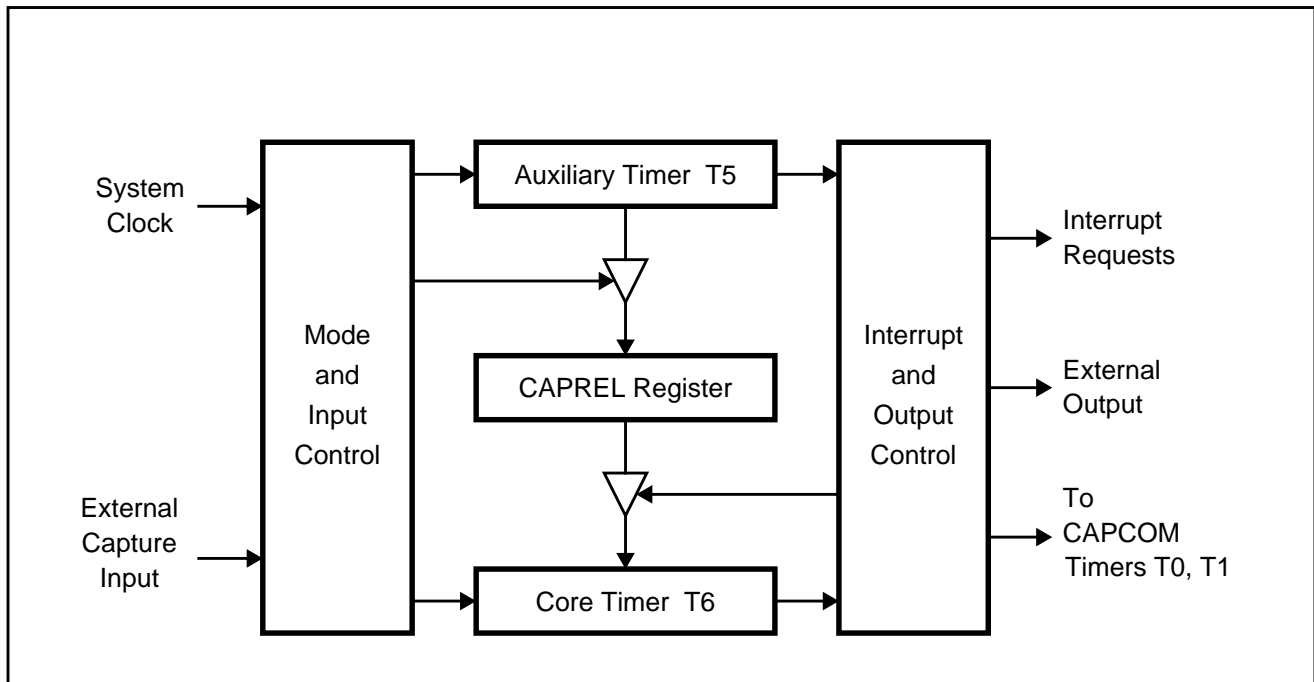 System
Clock
External
Capture
Input
Mode
and
Input
Control
Auxiliary Timer T5
CAPREL Register
Core Timer T6
Interrupt
and
Output
Control
Interrupt
Requests
External
Output
To
CAPCOM
Timers T0, T1